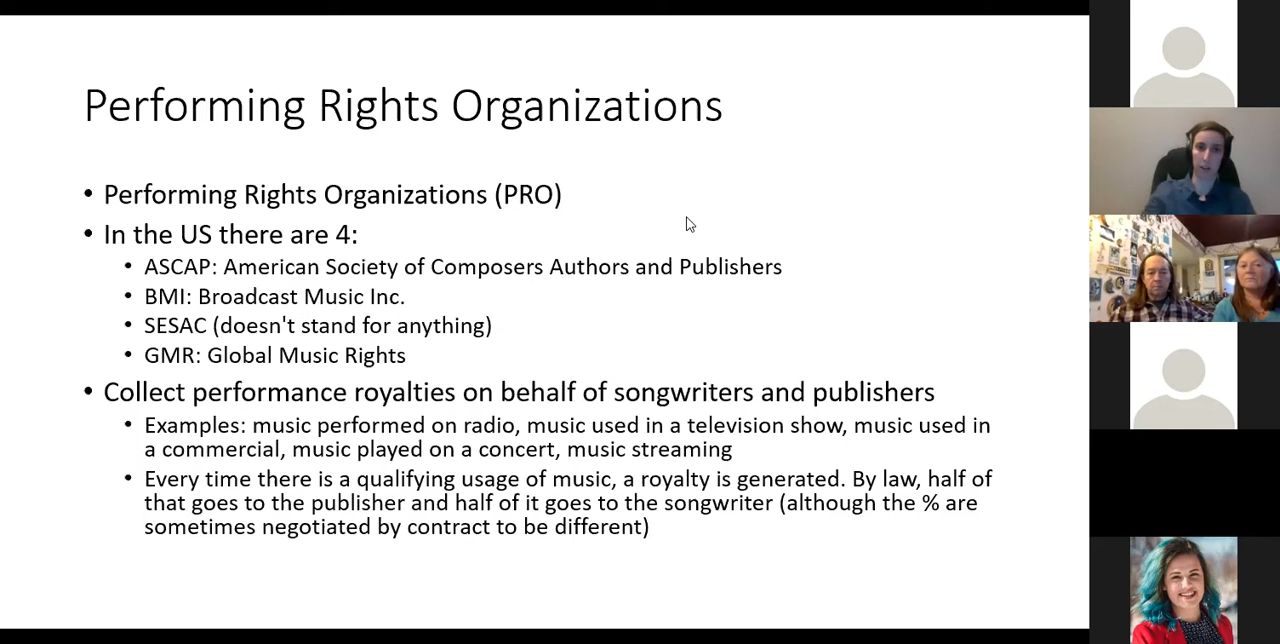 Performing Rights Organizations
• Performing Rights Organizations (PRO)
• In the US there are 4:
• ASCAP: American Society of Composers Authors and Publishers
• BMI: Broadcast Music Inc.
• SESAC (doesn't stand for anything)
• GMR: Global Music Rights
• Collect performance royalties on behalf of songwriters and publishers
• Examples: music performed on radio, music used in a television show, music used in
a commercial, music played on a concert, music streaming
• Every time there is a qualifying usage of music, a royalty is generated. By law, half of
that goes to the publisher and half of it goes to the songwriter (although the % are
sometimes negotiated by contract to be different)